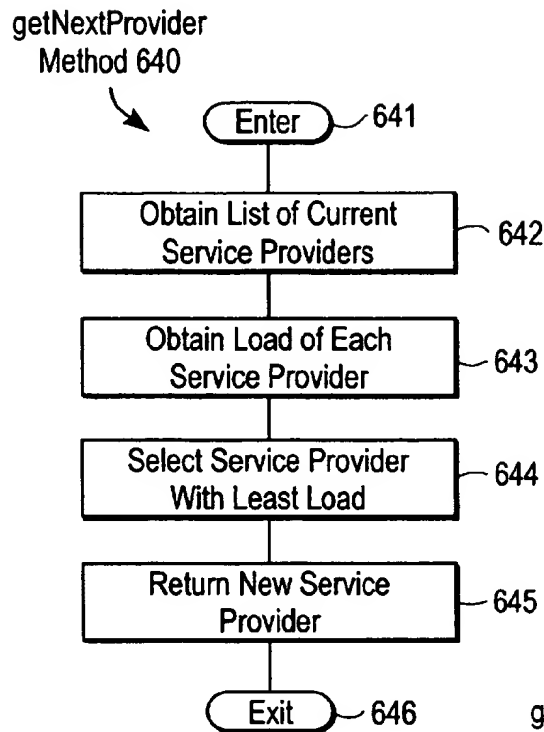 getNextProvider
Method 640
Enter
641
Obtain List of Current
Service Providers
642
Obtain Load of Each
Service Provider
643
Select Service Provider
With Least Load
644
Return New Service
Provider
645
Exit
646
g